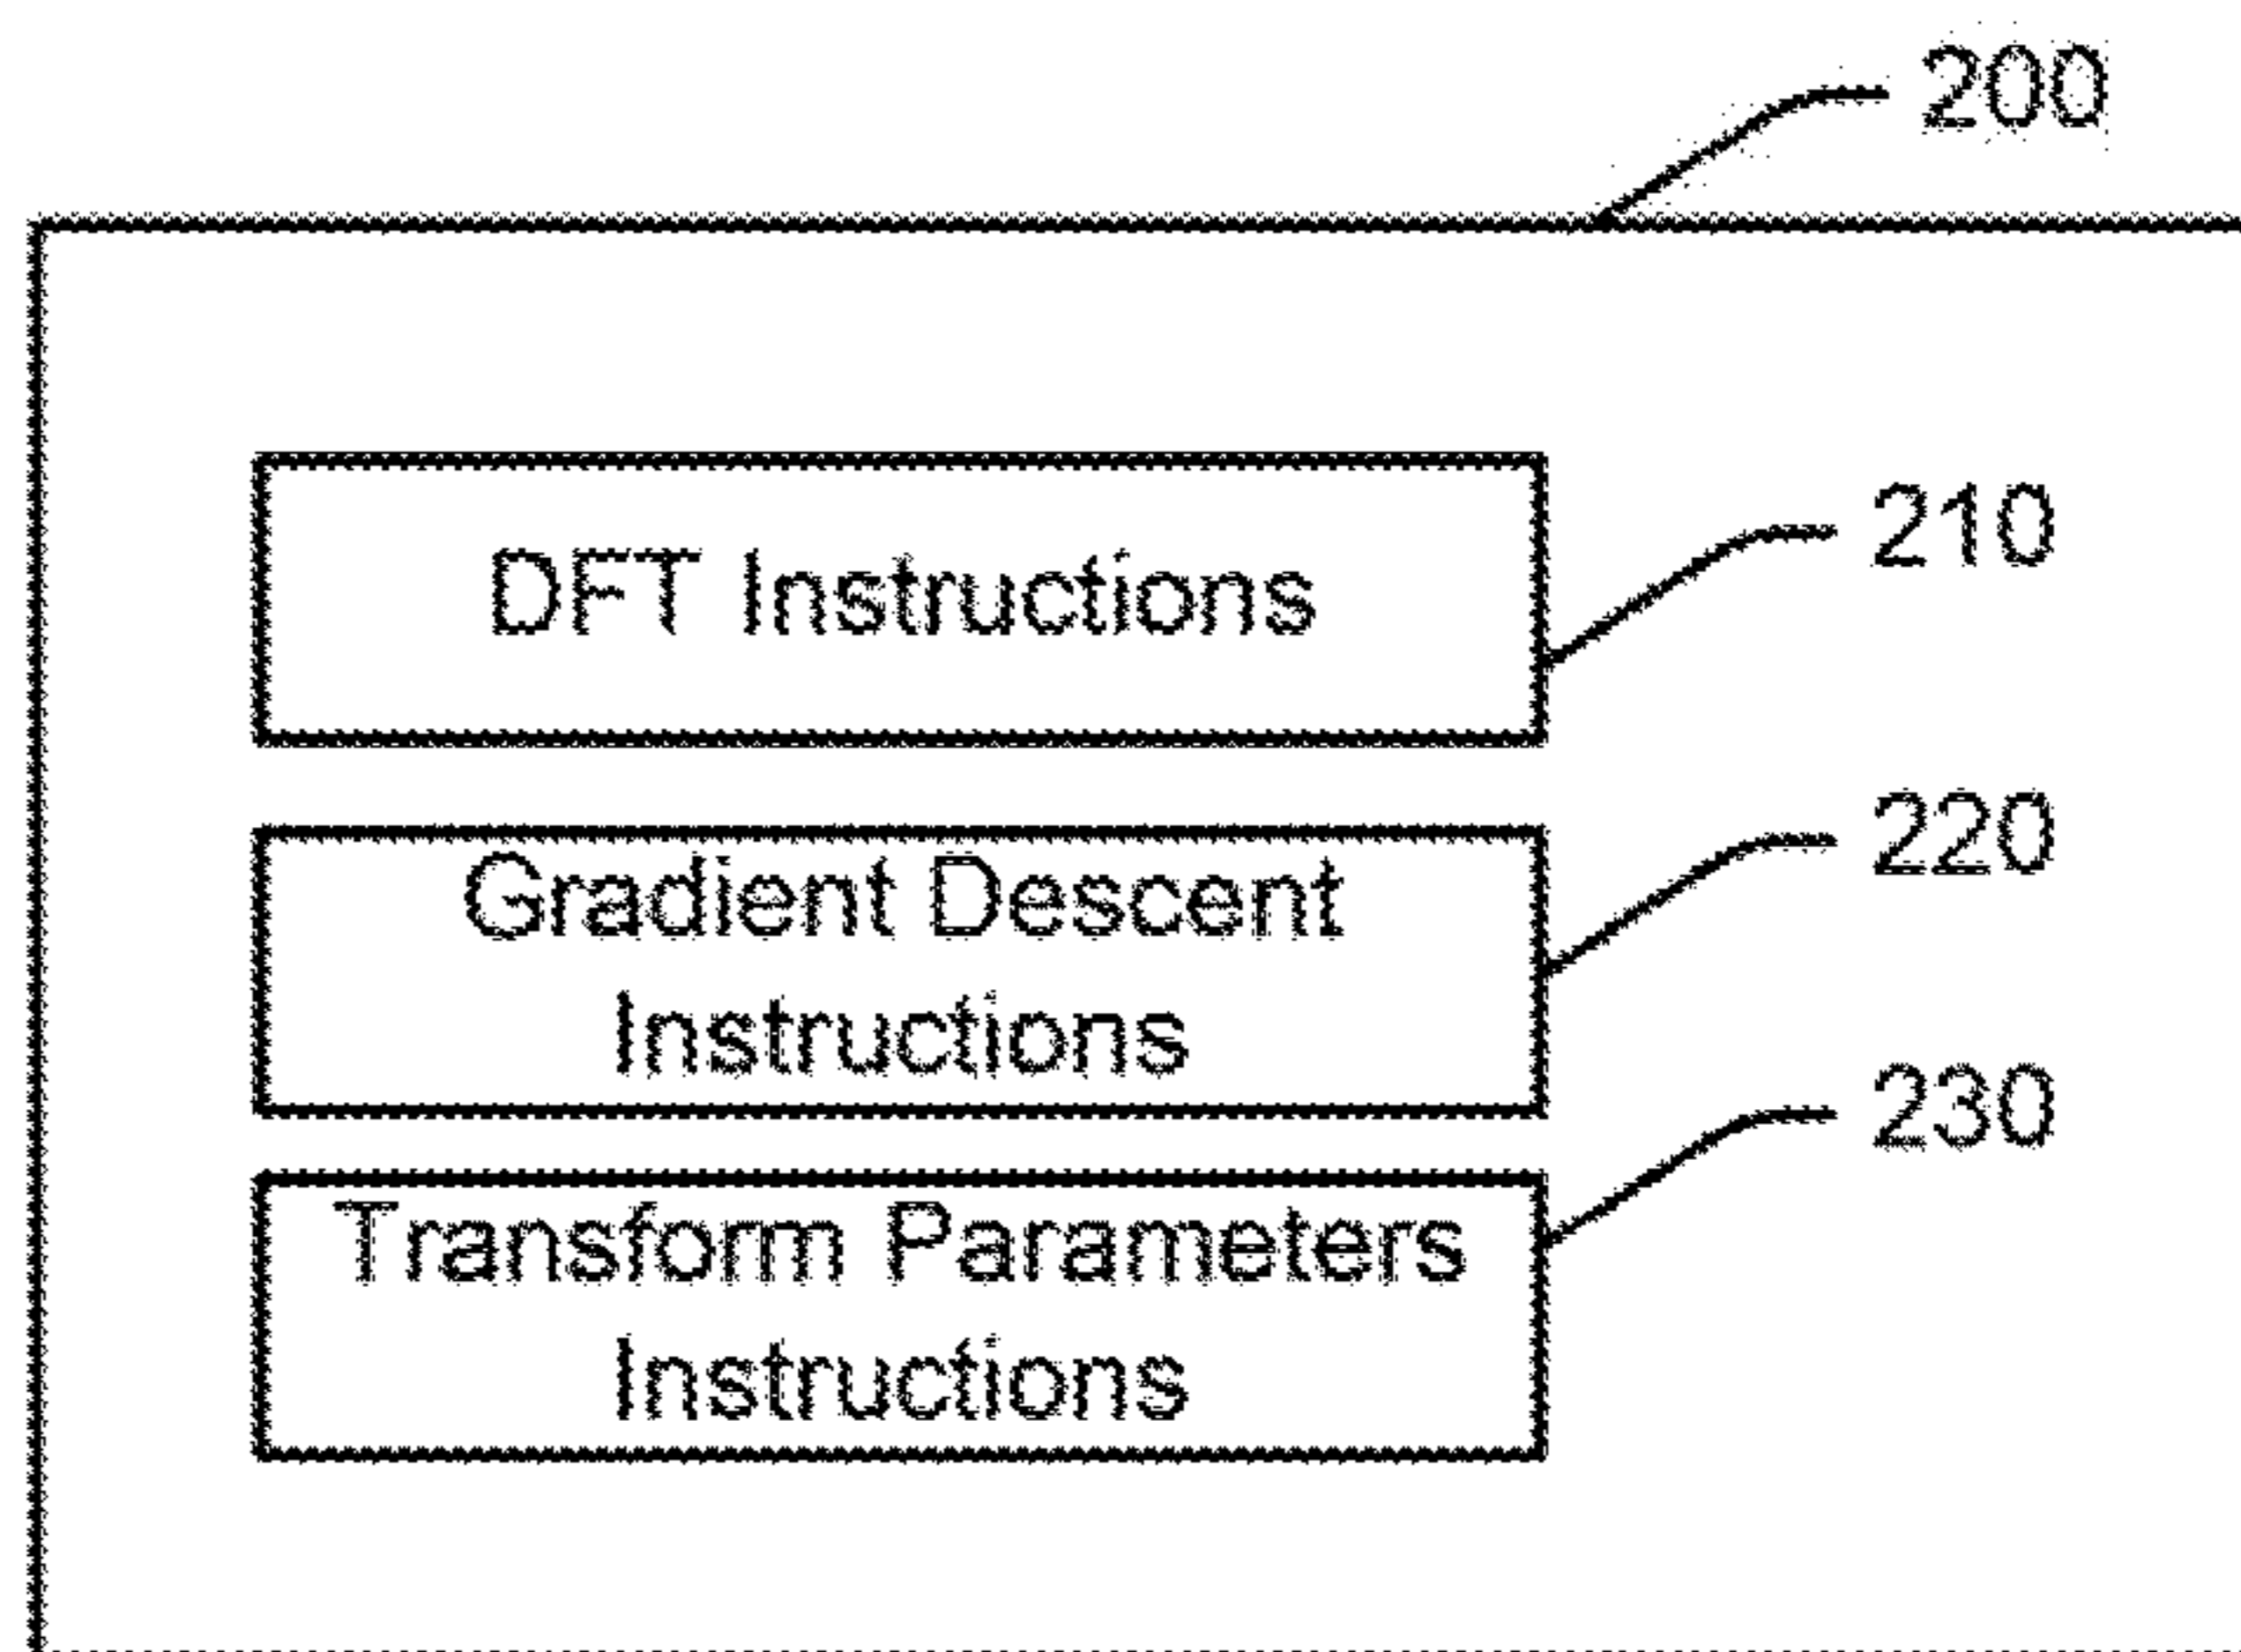 200
DFT Instructions
210
Gradient Descent
Instructions
220
Transform Parameters
Instructions
230